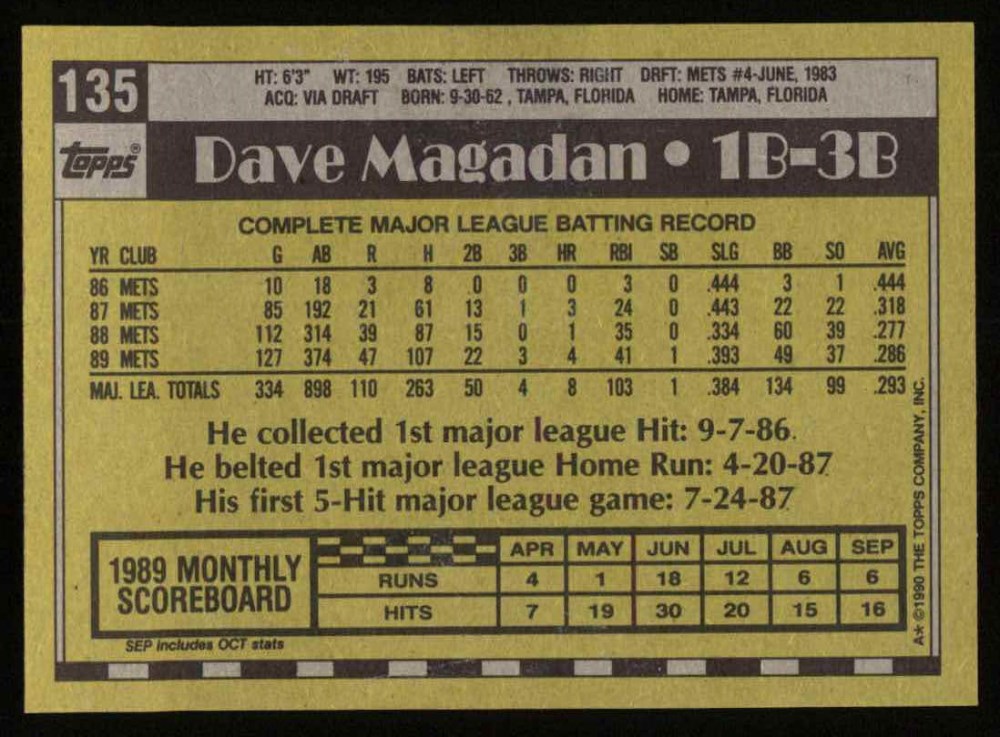 135
HT: 6'3" WT: 195 BATS: LEFT THROWS: RIGHT DRFT: METS #4-JUNE, 1983
ACQ: VIA DRAFT BORN: 9-30-62, TAMPA, FLORIDA HOME: TAMPA, FLORIDA
Topps®
Dave Magadan • 1B-3B
COMPLETE MAJOR LEAGUE BATTING RECORD
YR CLUB G AB R H 2B 3B HR RBI SB SLG BB SO AVG
86 METS 10 18 3 8 0 0 0 3 0 .444 3 1 .444
87 METS 85 192 21 61 13 1 3 24 0 .443 22 22 .318
88 METS 112 314 39 87 15 0 1 35 0 .334 60 39 .277
89 METS 127 374 47 107 22 3 4 41 1 .393 49 37 .286
MAJ. LEA. TOTALS 334 898 110 263 50 4 8 103 1 .384 134 99 .293
He collected 1st major league Hit: 9-7-86.
He belted 1st major league Home Run: 4-20-87
His first 5-Hit major league game: 7-24-87
1989 MONTHLY
SCOREBOARD
APR MAY JUN JUL AUG SEP
RUNS 4 1 18 12 6 6
HITS 7 19 30 20 15 16
SEP includes OCT stats
A* ©1990 THE TOPPS COMPANY, INC.